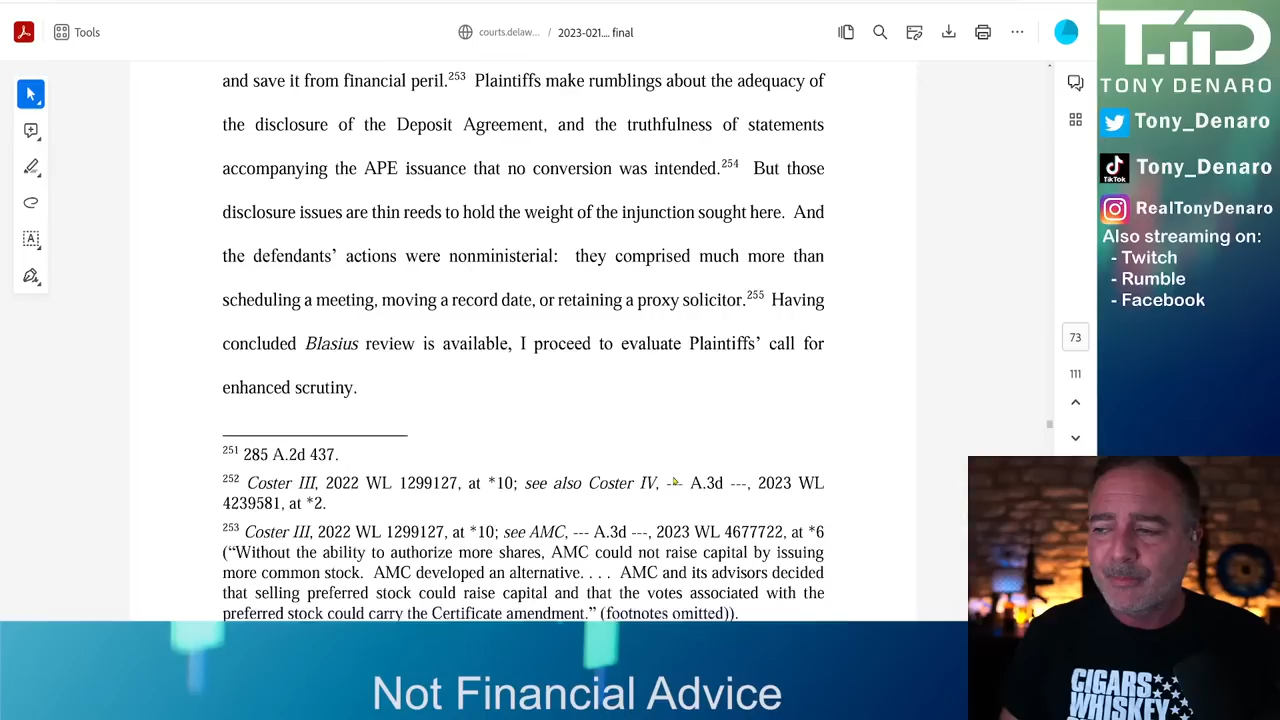 Tools
courts.delaw... / 2023-021.... final
and save it from financial peril.253 Plaintiffs make rumblings about the adequacy of
the disclosure of the Deposit Agreement, and the truthfulness of statements
accompanying the APE issuance that no conversion was intended.254 But those
disclosure issues are thin reeds to hold the weight of the injunction sought here. And
the defendants' actions were nonministerial: they comprised much more than
scheduling a meeting, moving a record date, or retaining a proxy solicitor.255 Having
concluded Blasius review is available, I proceed to evaluate Plaintiffs' call for
enhanced scrutiny.
251 285 A.2d 437.
252 Coster III, 2022 WL 1299127, at *10; see also Coster IV, --- A.3d ---, 2023 WL
4239581, at *2.
253 Coster III, 2022 WL 1299127, at *10; see AMC, --- A.3d ---, 2023 WL 4677722, at *6
("Without the ability to authorize more shares, AMC could not raise capital by issuing
more common stock. AMC developed an alternative. . . . AMC and its advisors decided
that selling preferred stock could raise capital and that the votes associated with the
preferred stock could carry the Certificate amendment." (footnotes omitted)).
73
111
TD
TONY DENARO
Tony_Denaro
TikTok
Tony_Denaro
RealTonyDenaro
Also streaming on:
- Twitch
- Rumble
- Facebook
CIGARS
WHISKEY
Not Financial Advice